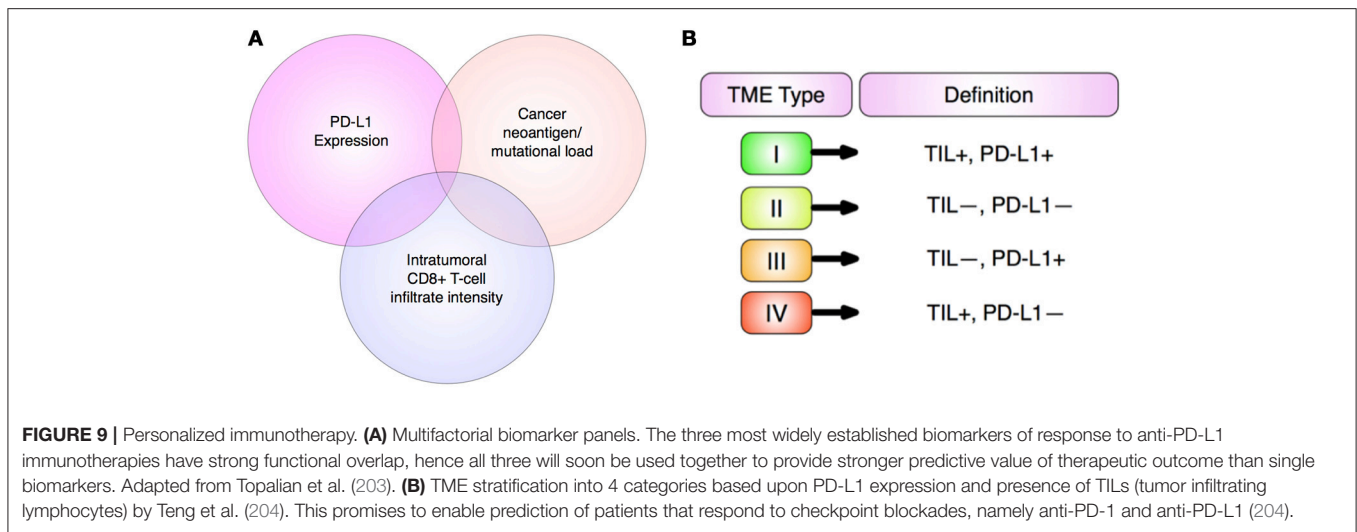 A
PD-L1
Expression
Cancer
neoantigen/
mutational load
Intratumoral
CD8+ T-cell
infiltrate intensity
B
TME Type
Definition
I
TIL+, PD-L1+
II
TIL—, PD-L1—
III
TIL—, PD-L1+
IV
TIL+, PD-L1—
FIGURE 9 | Personalized immunotherapy. (A) Multifactorial biomarker panels. The three most widely established biomarkers of response to anti-PD-L1
immunotherapies have strong functional overlap, hence all three will soon be used together to provide stronger predictive value of therapeutic outcome than single
biomarkers. Adapted from Topalian et al. (203). (B) TME stratification into 4 categories based upon PD-L1 expression and presence of TILs (tumor infiltrating
lymphocytes) by Teng et al. (204). This promises to enable prediction of patients that respond to checkpoint blockades, namely anti-PD-1 and anti-PD-L1 (204).